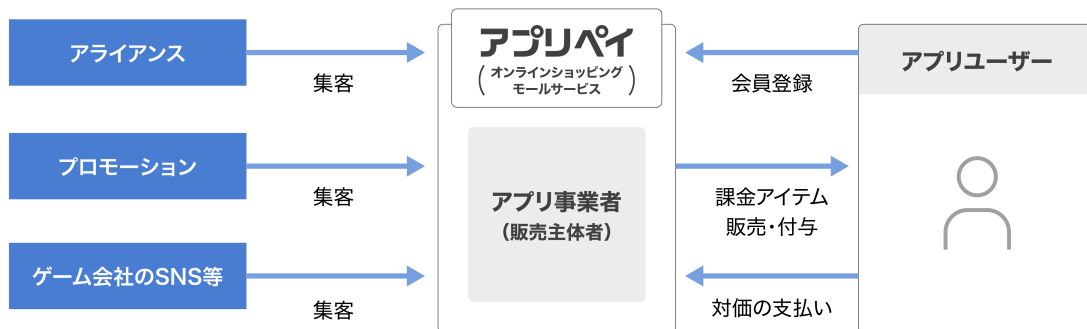 アライアンス
集客
プロモーション
集客
ゲーム会社のSNS等
集客
アプリペイ
(オンラインショッピング
モールサービス)
アプリ事業者
(販売主体者)
会員登録
課金アイテム
販売・付与
対価の支払い
アプリユーザー